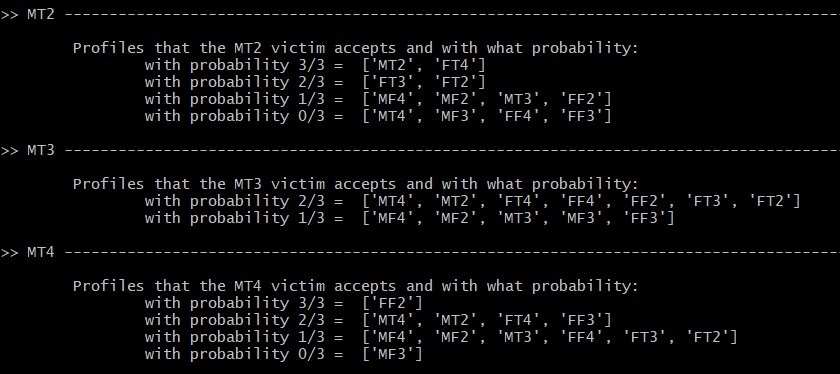 >> MT2 --------------------------------------------------------------------------------
Profiles that the MT2 victim accepts and with what probability:
with probability 3/3 = ['MT2', 'FT4']
with probability 2/3 = ['FT3', 'FT2']
with probability 1/3 = ['MF4', 'MF2', 'MT3', 'FF2']
with probability 0/3 = ['MT4', 'MF3', 'FF4', 'FF3']
>> MT3 --------------------------------------------------------------------------------
Profiles that the MT3 victim accepts and with what probability:
with probability 2/3 = ['MT4', 'MT2', 'FT4', 'FF4', 'FF2', 'FT3', 'FT2']
with probability 1/3 = ['MF4', 'MF2', 'MT3', 'MF3', 'FF3']
>> MT4 --------------------------------------------------------------------------------
Profiles that the MT4 victim accepts and with what probability:
with probability 3/3 = ['FF2']
with probability 2/3 = ['MT4', 'MT2', 'FT4', 'FF3']
with probability 1/3 = ['MF4', 'MF2', 'MT3', 'FF4', 'FT3', 'FT2']
with probability 0/3 = ['MF3']